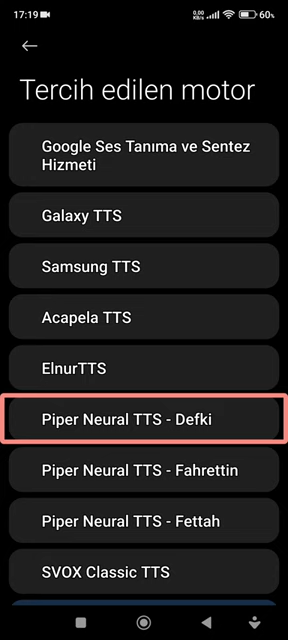 17:19 0,00 KB/s 60%
Tercih edilen motor
Google Ses Tanıma ve Sentez
Hizmeti
Galaxy TTS
Samsung TTS
Acapela TTS
ElnurTTS
Piper Neural TTS - Defki
Piper Neural TTS - Fahrettin
Piper Neural TTS - Fettah
SVOX Classic TTS